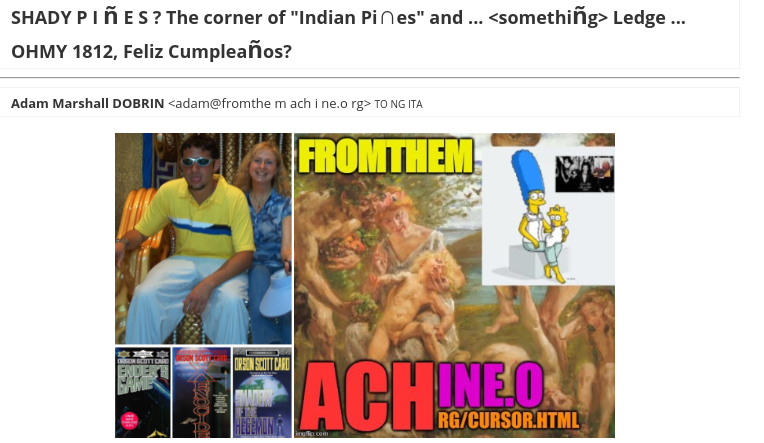 SHADY P I Ñ E S ? The corner of "Indian Pi∩es" and ... <somethiñg> Ledge ...
OHMY 1812, Feliz Cumpleaños?
Adam Marshall DOBRIN <adam@fromthe m ach i ne.o rg> TO NG ITA
FROMTHEM
ORSON SCOTT CARD
ENDER'S
GAME
ORSON SCOTT CARD
XENOCIDE
ORSON SCOTT CARD
SHADOW
OF THE
HEGEMON
ACHINE.O
RG/CURSOR.HTML
imgflip.com